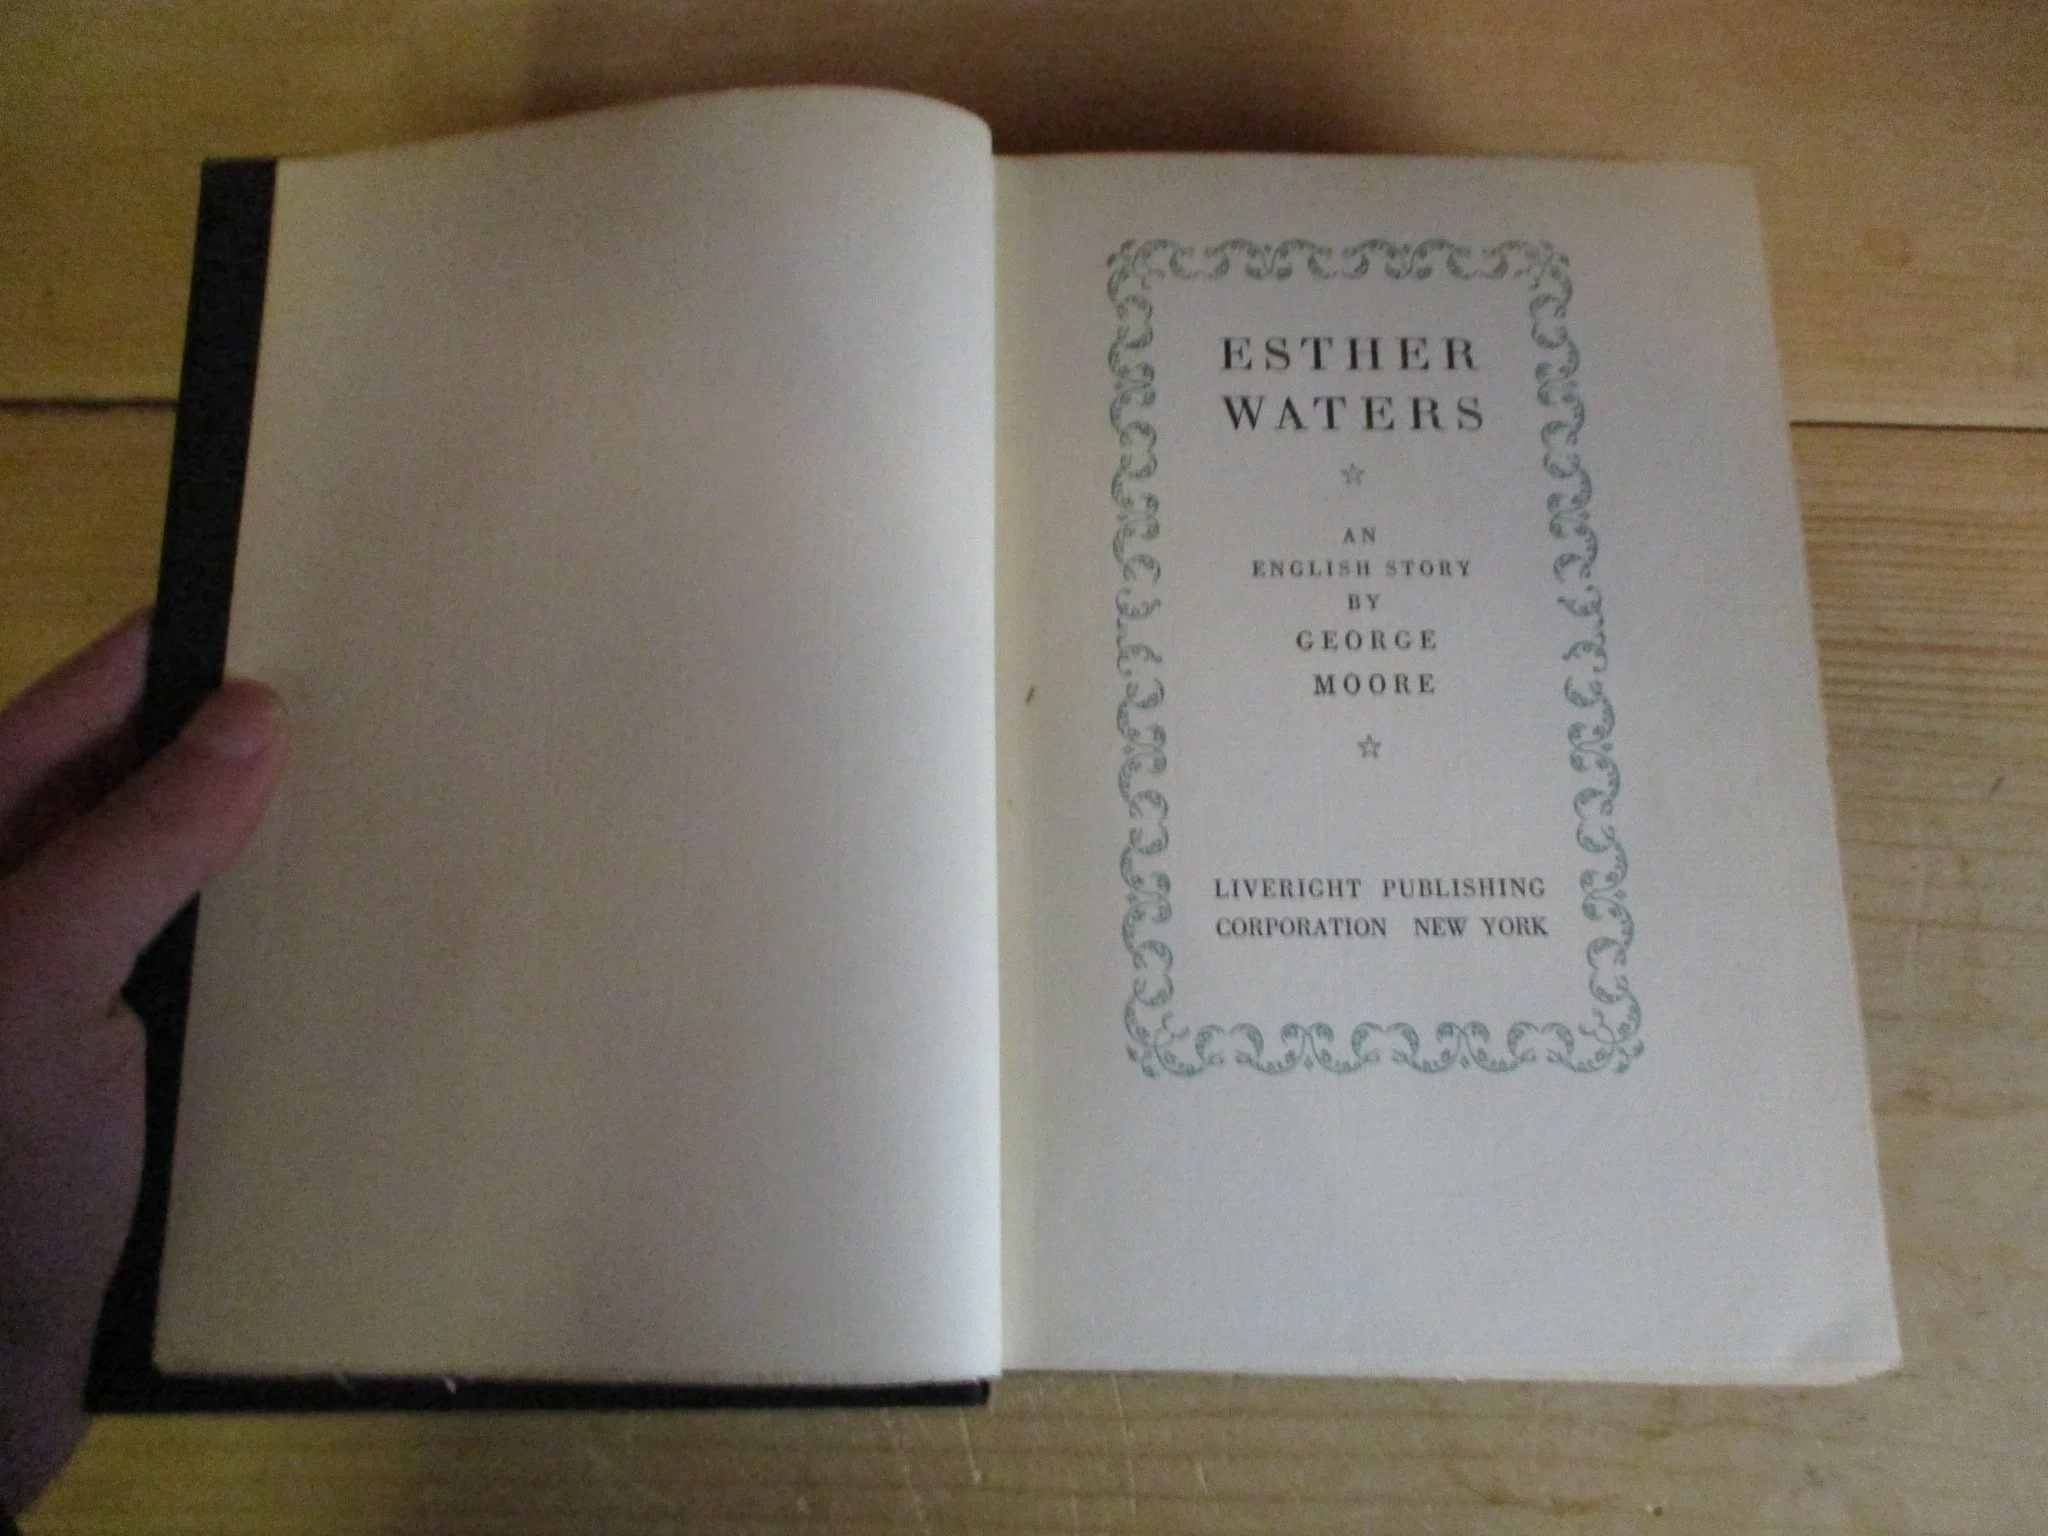 ESTHER
WATERS
AN
ENGLISH STORY
BY
GEORGE
MOORE
LIVERIGHT PUBLISHING
CORPORATION NEW YORK